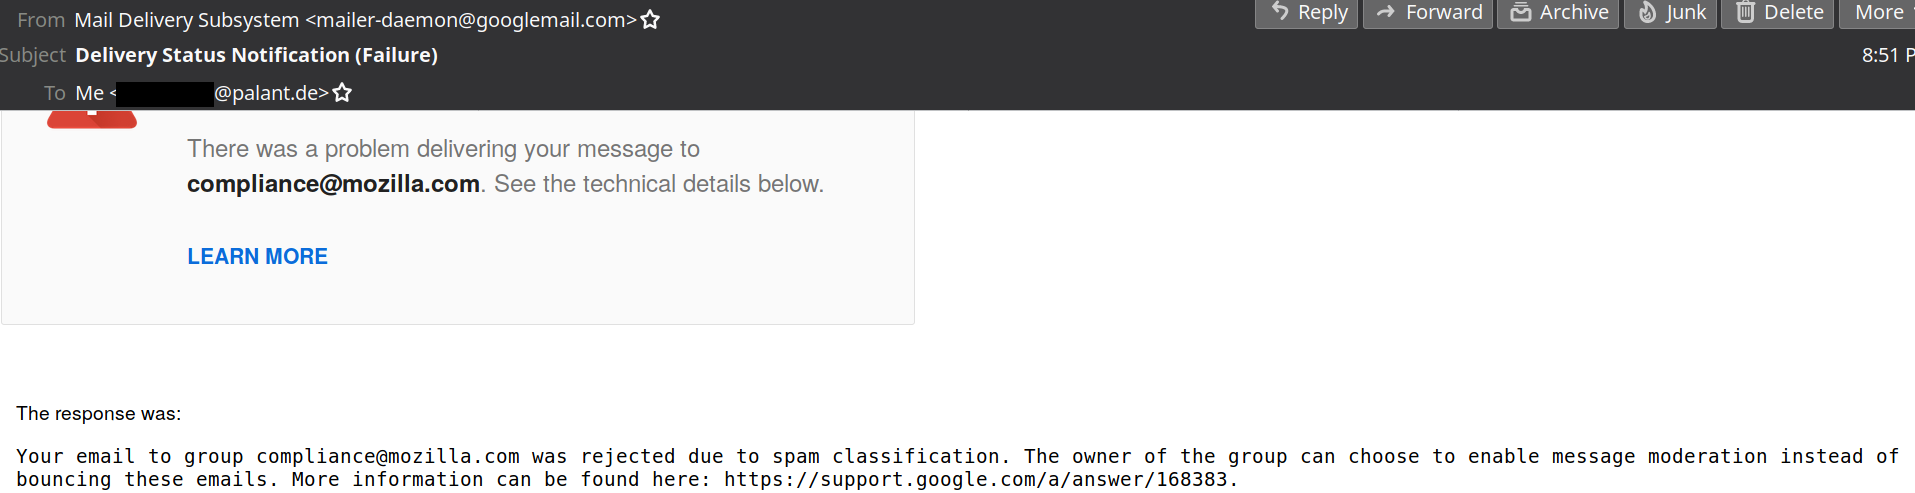 From Mail Delivery Subsystem <mailer-daemon@googlemail.com>
Reply Forward Archive Junk Delete More
Subject Delivery Status Notification (Failure)
8:51 P
To Me < @palant.de>
There was a problem delivering your message to
compliance@mozilla.com. See the technical details below.
LEARN MORE
The response was:
Your email to group compliance@mozilla.com was rejected due to spam classification. The owner of the group can choose to enable message moderation instead of
bouncing these emails. More information can be found here: https://support.google.com/a/answer/168383.